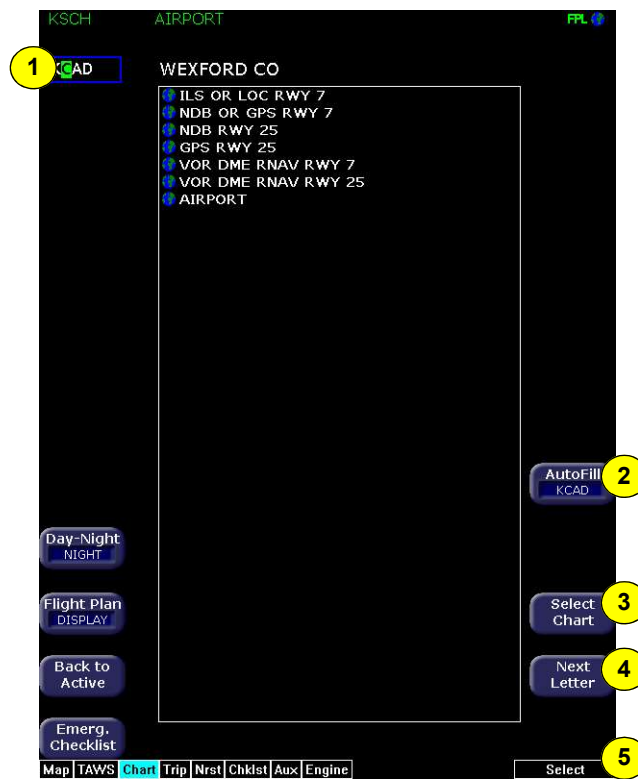 KSCH AIRPORT FPL
1 KCAD WEXFORD CO
ILS OR LOC RWY 7
NDB OR GPS RWY 7
NDB RWY 25
GPS RWY 25
VOR DME RNAV RWY 7
VOR DME RNAV RWY 25
AIRPORT
AutoFill 2
KCAD
Day-Night
NIGHT
Flight Plan
DISPLAY
Select 3
Chart
Back to
Active
Next 4
Letter
Emerg.
Checklist
5
Map TAWS Chart Trip Nrst Chklst Aux Engine Select